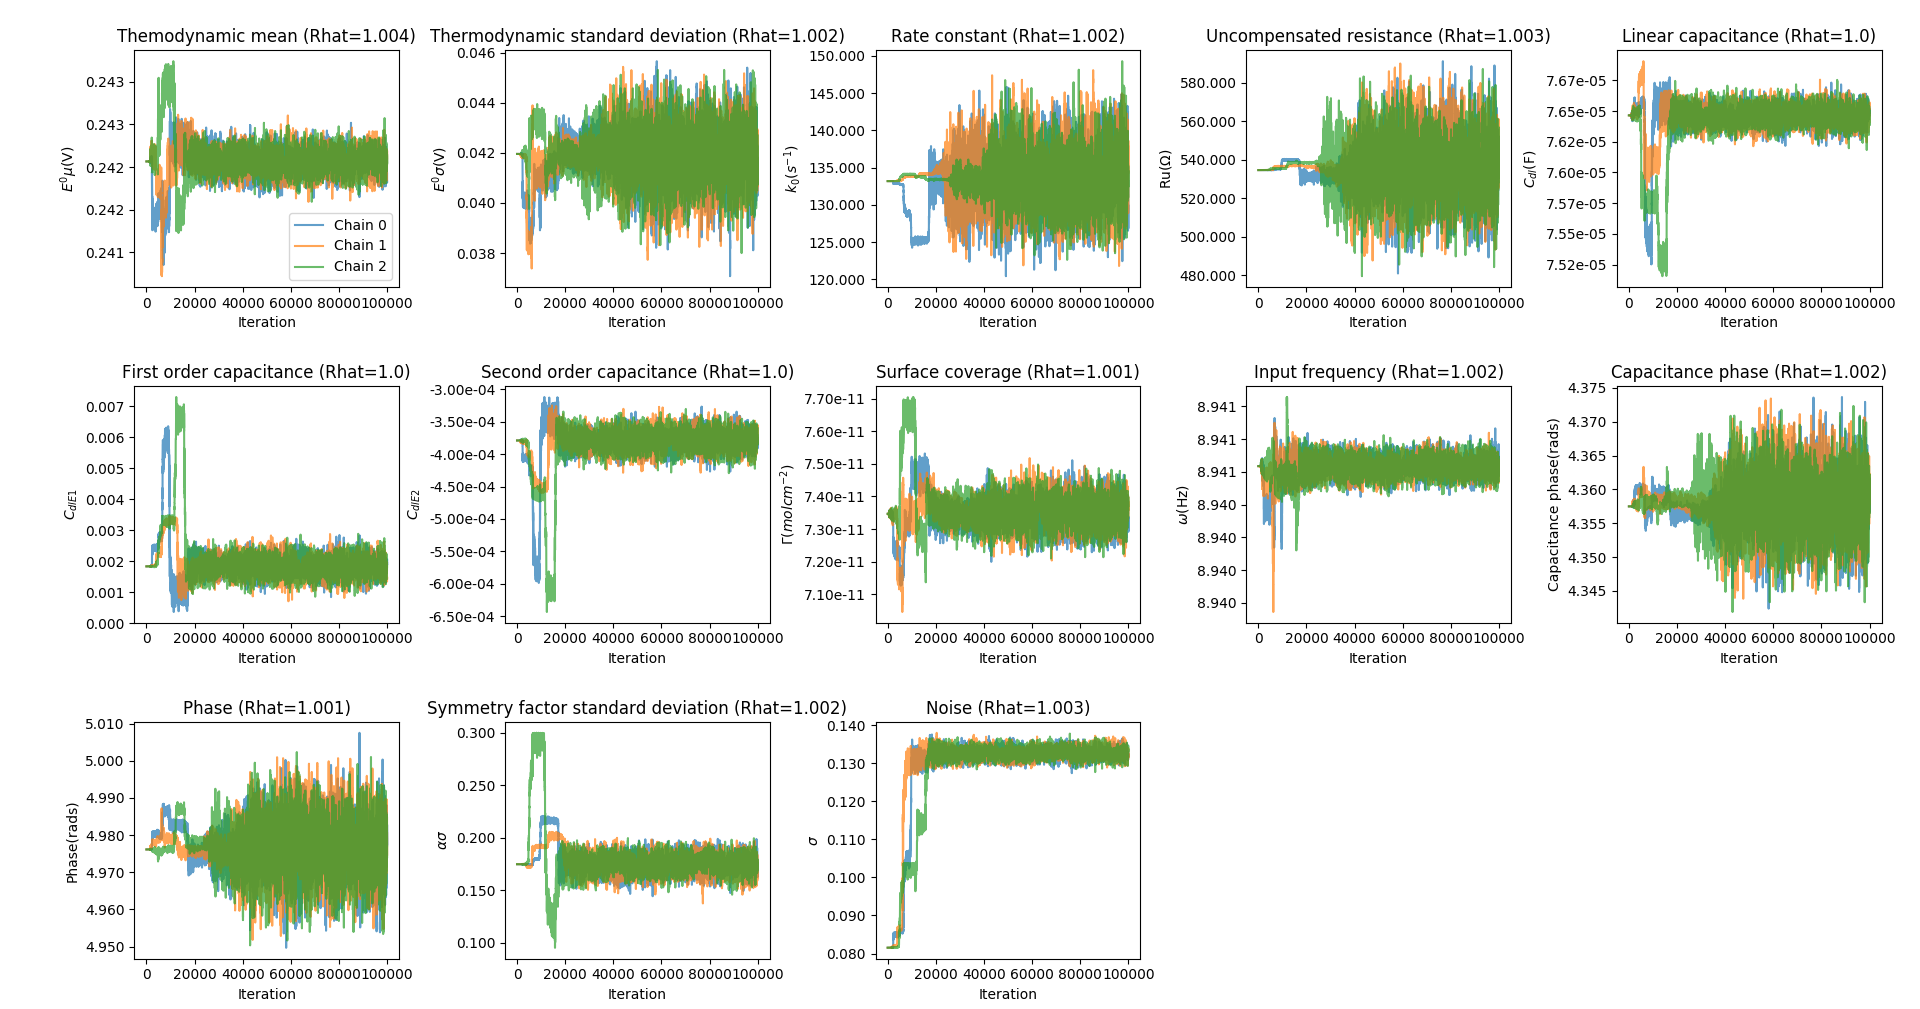 Themodynamic mean (Rhat=1.004)
0.243
0.243
0.242
0.242
0.241
E⁰μ(V)
Chain 0
Chain 1
Chain 2
0 20000 40000 60000 80000 100000
Iteration
Thermodynamic standard deviation (Rhat=1.002)
0.046
0.044
0.042
0.040
0.038
E⁰σ(V)
0 20000 40000 60000 80000 100000
Iteration
Rate constant (Rhat=1.002)
150.000
145.000
140.000
135.000
130.000
125.000
120.000
k₀(s⁻¹)
0 20000 40000 60000 80000 100000
Iteration
Uncompensated resistance (Rhat=1.003)
580.000
560.000
540.000
520.000
500.000
480.000
Ru(Ω)
0 20000 40000 60000 80000 100000
Iteration
Linear capacitance (Rhat=1.0)
7.67e-05
7.65e-05
7.62e-05
7.60e-05
7.57e-05
7.55e-05
7.52e-05
C_dl(F)
0 20000 40000 60000 80000 100000
Iteration
First order capacitance (Rhat=1.0)
0.007
0.006
0.005
0.004
0.003
0.002
0.001
0.000
C_dlE1
0 20000 40000 60000 80000 100000
Iteration
Second order capacitance (Rhat=1.0)
-3.00e-04
-3.50e-04
-4.00e-04
-4.50e-04
-5.00e-04
-5.50e-04
-6.00e-04
-6.50e-04
C_dlE2
0 20000 40000 60000 80000 100000
Iteration
Surface coverage (Rhat=1.001)
7.70e-11
7.60e-11
7.50e-11
7.40e-11
7.30e-11
7.20e-11
7.10e-11
Γ(molcm⁻²)
0 20000 40000 60000 80000 100000
Iteration
Input frequency (Rhat=1.002)
8.941
8.941
8.941
8.940
8.940
8.940
8.940
ω(Hz)
0 20000 40000 60000 80000 100000
Iteration
Capacitance phase (Rhat=1.002)
4.375
4.370
4.365
4.360
4.355
4.350
4.345
Capacitance phase(rads)
0 20000 40000 60000 80000 100000
Iteration
Phase (Rhat=1.001)
5.010
5.000
4.990
4.980
4.970
4.960
4.950
Phase(rads)
0 20000 40000 60000 80000 100000
Iteration
Symmetry factor standard deviation (Rhat=1.002)
0.300
0.250
0.200
0.150
0.100
ασ
0 20000 40000 60000 80000 100000
Iteration
Noise (Rhat=1.003)
0.140
0.130
0.120
0.110
0.100
0.090
0.080
σ
0 20000 40000 60000 80000 100000
Iteration